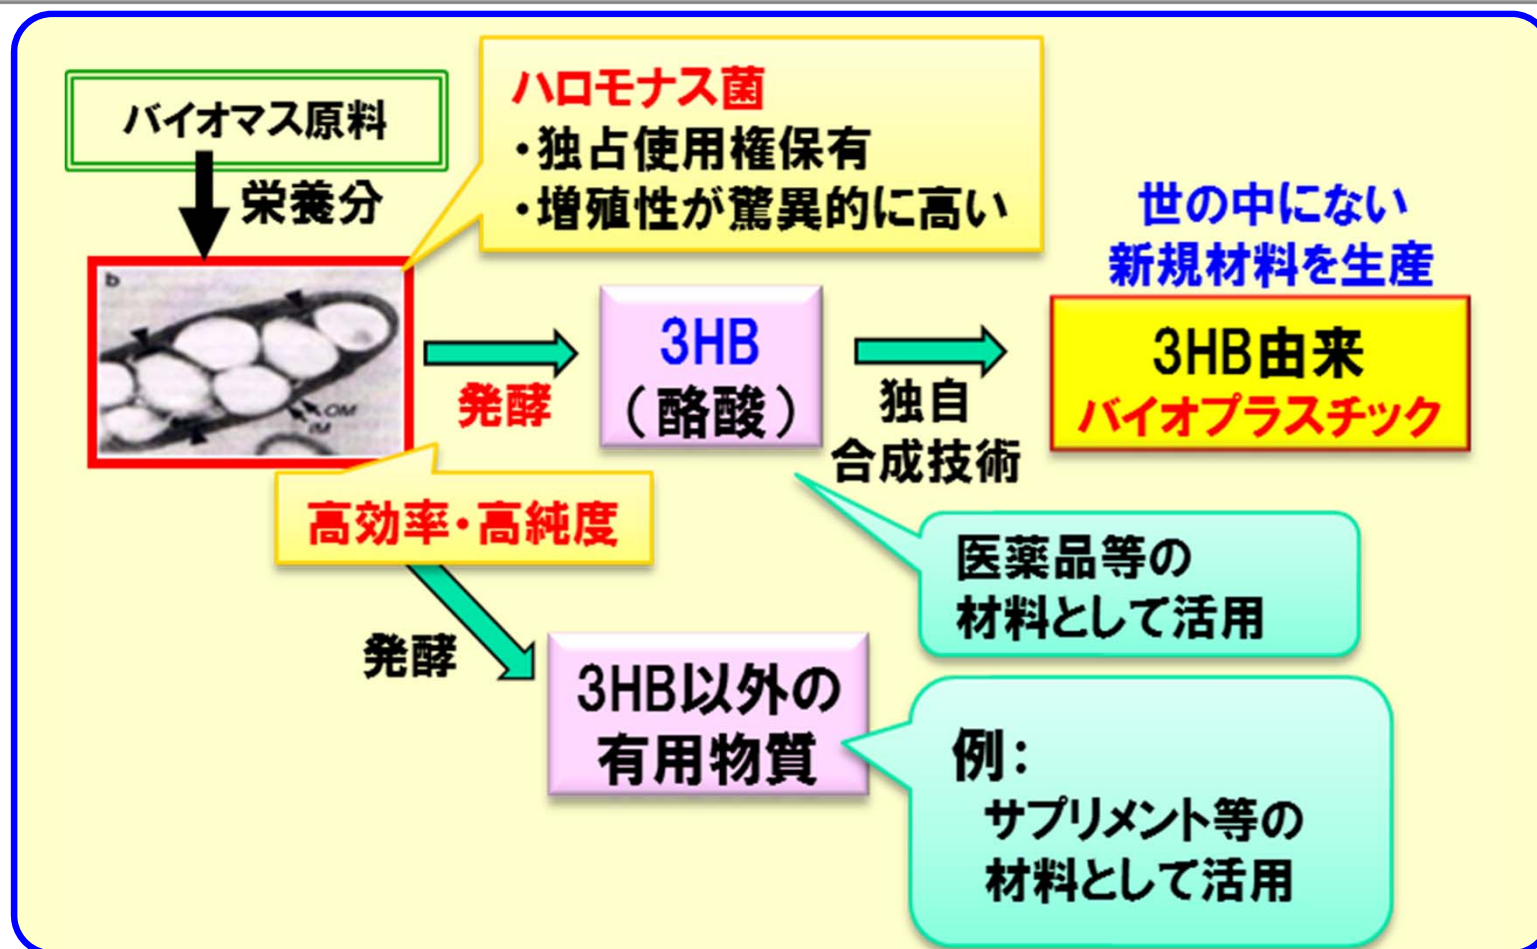 バイオマス原料
栄養分
ハロモナス菌
・独占使用権保有
・増殖性が驚異的に高い
b
OM
IM
発酵
3HB
(酪酸)
独自
合成技術
世の中にない
新規材料を生産
3HB由来
バイオプラスチック
高効率・高純度
医薬品等の
材料として活用
発酵
3HB以外の
有用物質
例:
サプリメント等の
材料として活用